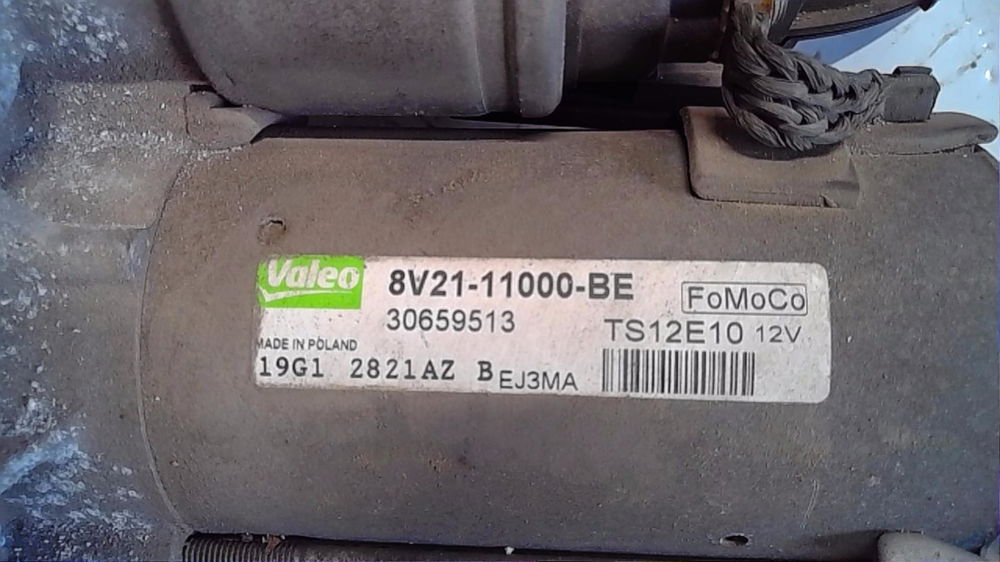 Valeo
8V21-11000-BE
FoMoCo
30659513
TS12E10 12V
MADE IN POLAND
19G1 2821AZ B EJ3MA